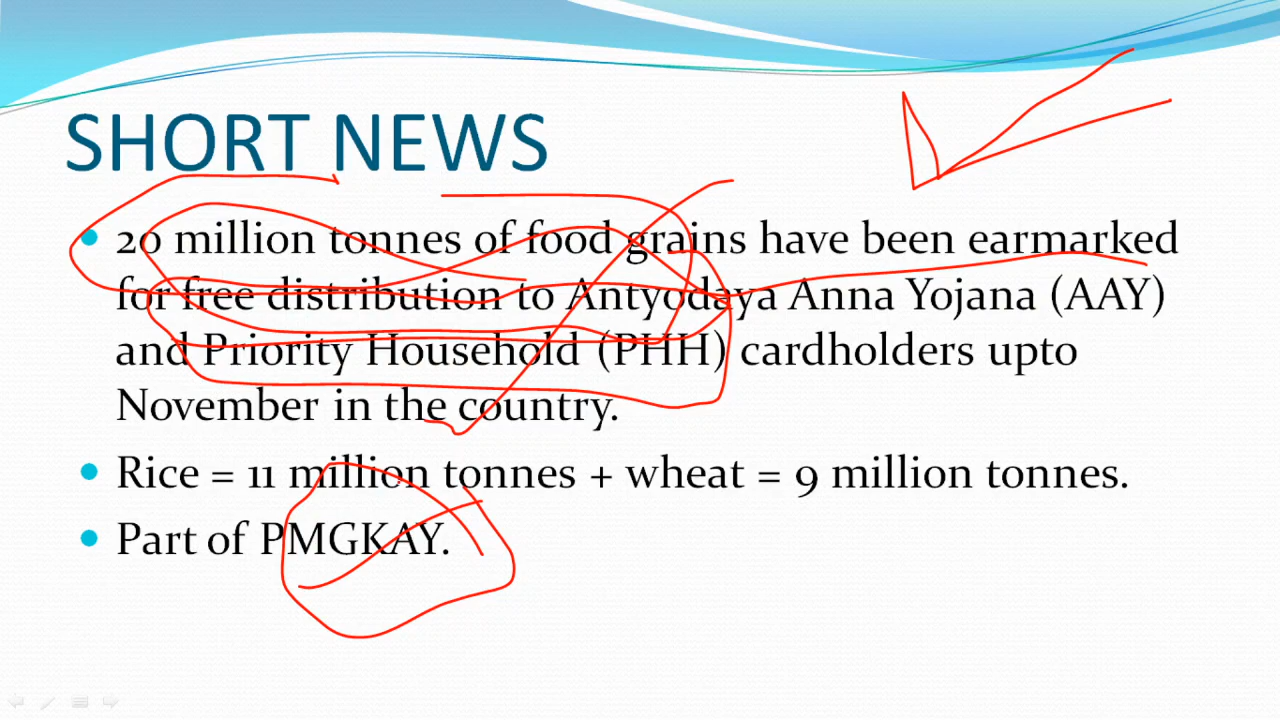 SHORT NEWS
• 20 million tonnes of food grains have been earmarked
for free distribution to Antyodaya Anna Yojana (AAY)
and Priority Household (PHH) cardholders upto
November in the country.
• Rice = 11 million tonnes + wheat = 9 million tonnes.
• Part of PMGKAY.